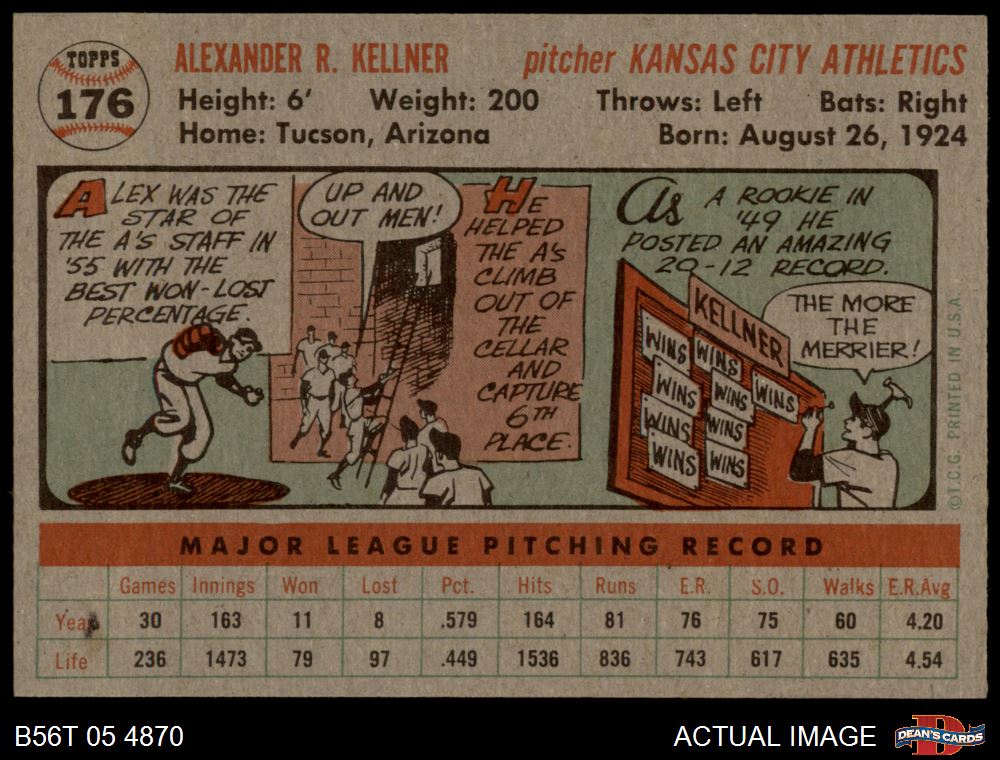 TOPPS
176
ALEXANDER R. KELLNER
pitcher KANSAS CITY ATHLETICS
Height: 6' Weight: 200 Throws: Left Bats: Right
Home: Tucson, Arizona Born: August 26, 1924
ALEX WAS THE
STAR OF
THE A'S STAFF IN
'55 WITH THE
BEST WON-LOST
PERCENTAGE.
UP AND
OUT MEN!
HE
HELPED
THE A'S
CLIMB
OUT OF
THE
CELLAR
AND
CAPTURE
6TH
PLACE.
As A ROOKIE IN
'49 HE
POSTED AN AMAZING
20-12 RECORD.
KELLNER
WINS WINS
WINS WINS WINS
WINS WINS
WINS WINS
THE MORE
THE
MERRIER!
©T.C.G. PRINTED IN U.S.A.
MAJOR LEAGUE PITCHING RECORD
Games Innings Won Lost Pct. Hits Runs E.R. S.O. Walks E.R.Avg
Year 30 163 11 8 .579 164 81 76 75 60 4.20
Life 236 1473 79 97 .449 1536 836 743 617 635 4.54
B56T 05 4870
ACTUAL IMAGE
DEAN'S CARDS